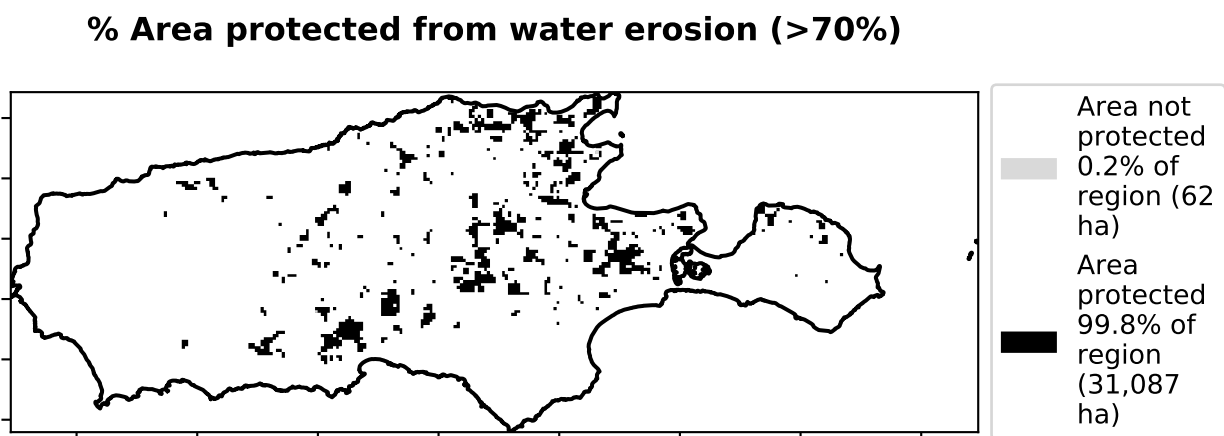 % Area protected from water erosion (>70%)
Area not
protected
0.2% of
region (62
ha)
Area
protected
99.8% of
region
(31,087
ha)